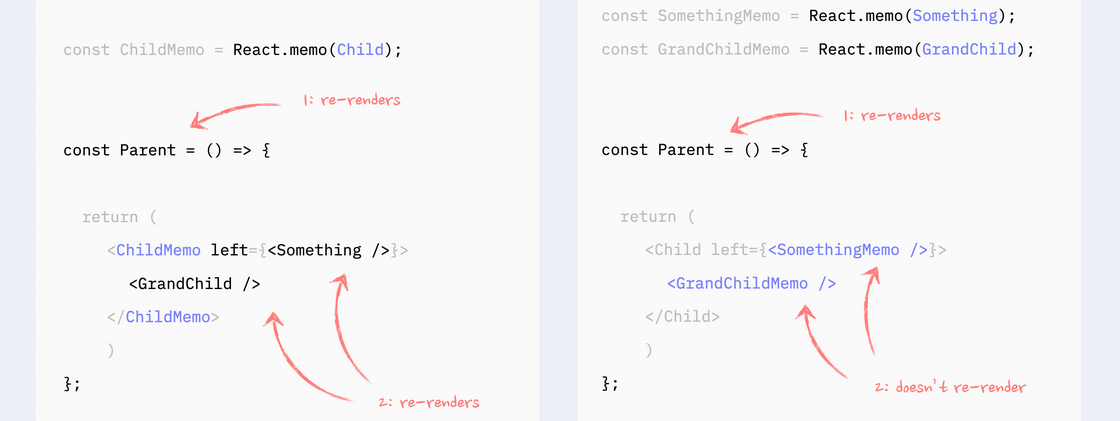 const ChildMemo = React.memo(Child);
1: re-renders
const Parent = () => {
return (
<ChildMemo left={<Something />}>
<GrandChild />
</ChildMemo>
)
};
2: re-renders
const SomethingMemo = React.memo(Something);
const GrandChildMemo = React.memo(GrandChild);
1: re-renders
const Parent = () => {
return (
<Child left={<SomethingMemo />}>
<GrandChildMemo />
</Child>
)
};
2: doesn't re-render